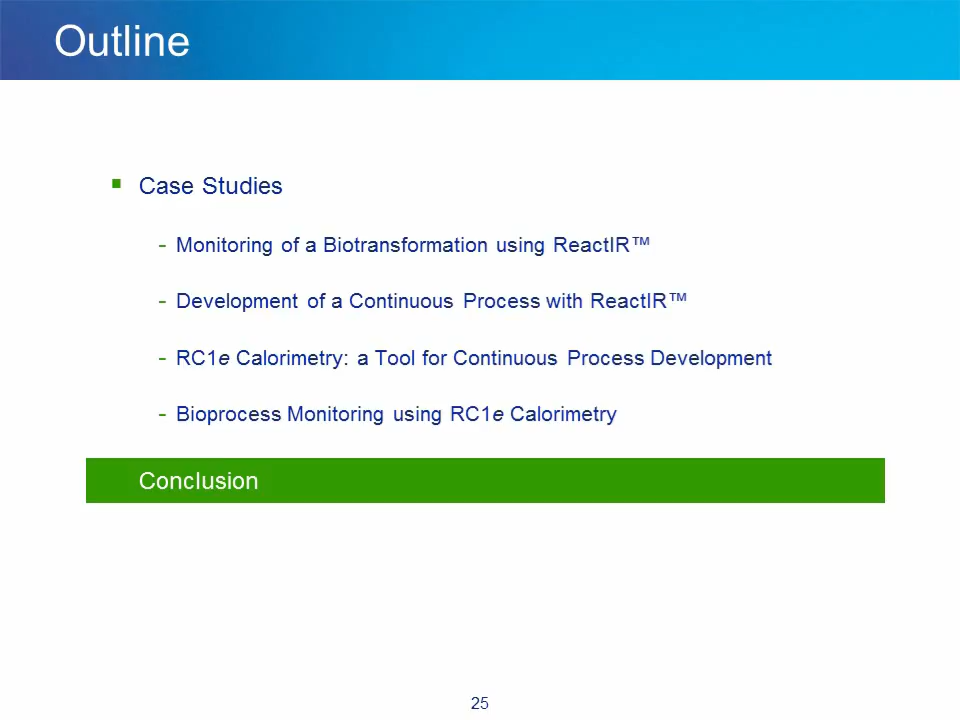 Outline
▪ Case Studies
- Monitoring of a Biotransformation using ReactIR™
- Development of a Continuous Process with ReactIR™
- RC1e Calorimetry: a Tool for Continuous Process Development
- Bioprocess Monitoring using RC1e Calorimetry
Conclusion
25